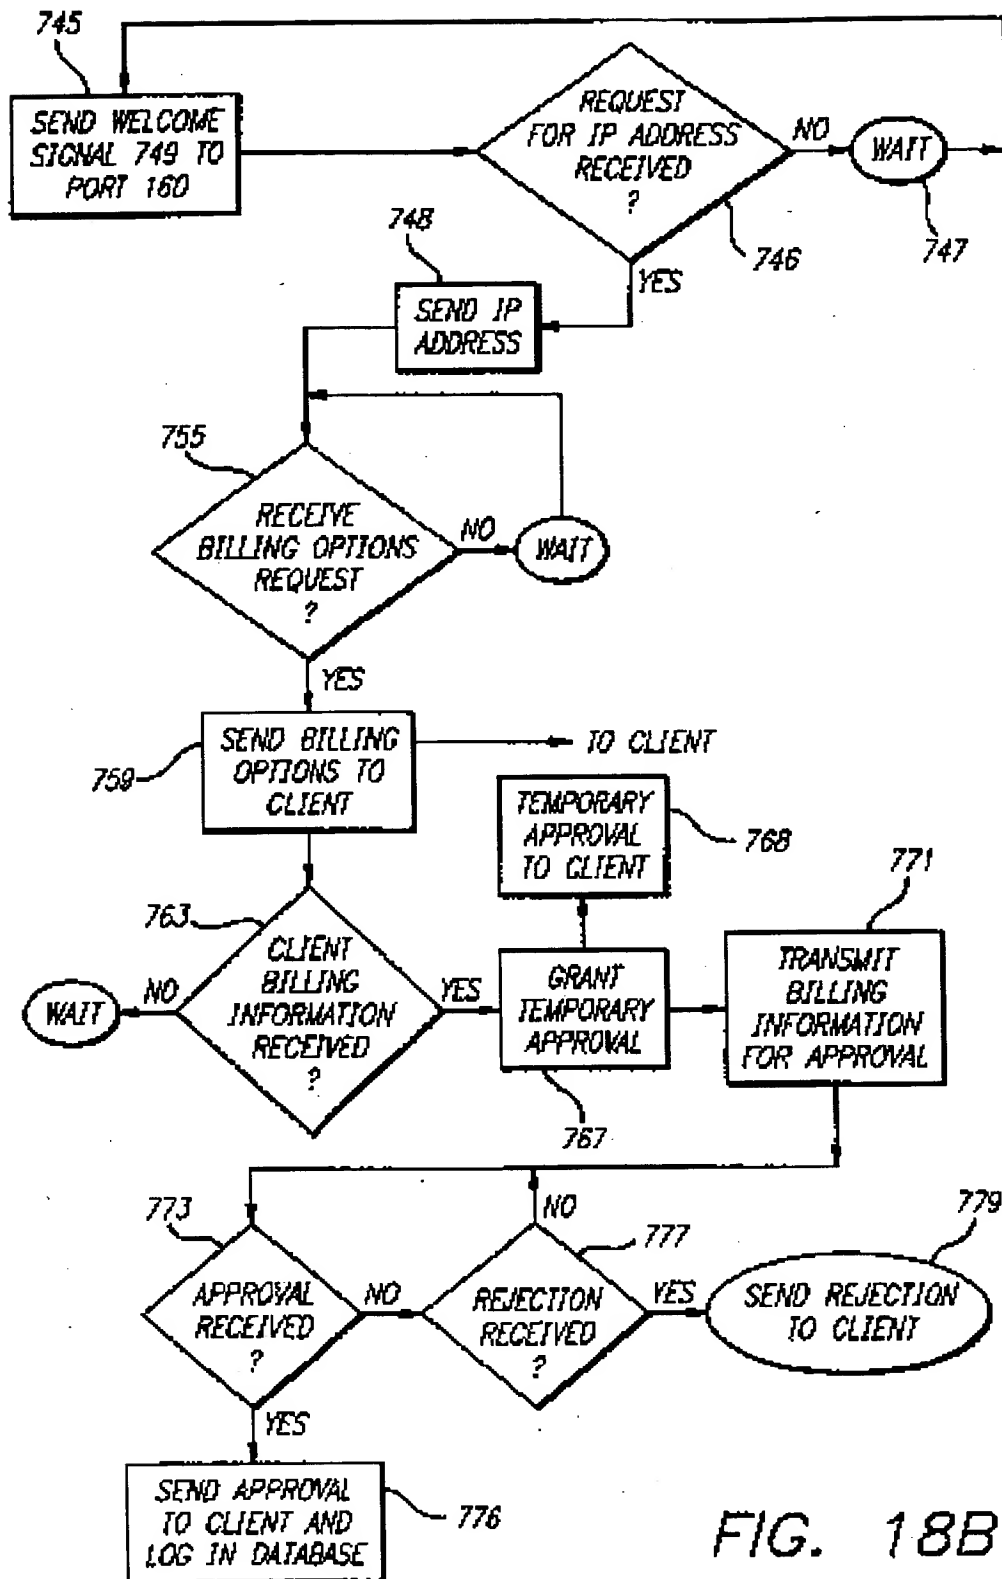 745
SEND WELCOME
SIGNAL 749 TO
PORT 160
REQUEST
FOR IP ADDRESS
RECEIVED
?
NO
WAIT
747
746
YES
748
SEND IP
ADDRESS
755
RECEIVE
BILLING OPTIONS
REQUEST
?
NO
WAIT
YES
759
SEND BILLING
OPTIONS TO
CLIENT
TO CLIENT
TEMPORARY
APPROVAL
TO CLIENT
768
763
CLIENT
BILLING
INFORMATION
RECEIVED
?
NO
WAIT
YES
GRANT
TEMPORARY
APPROVAL
767
771
TRANSMIT
BILLING
INFORMATION
FOR APPROVAL
773
APPROVAL
RECEIVED
?
NO
NO
777
REJECTION
RECEIVED
?
YES
779
SEND REJECTION
TO CLIENT
YES
SEND APPROVAL
TO CLIENT AND
LOG IN DATABASE
776
FIG. 18B